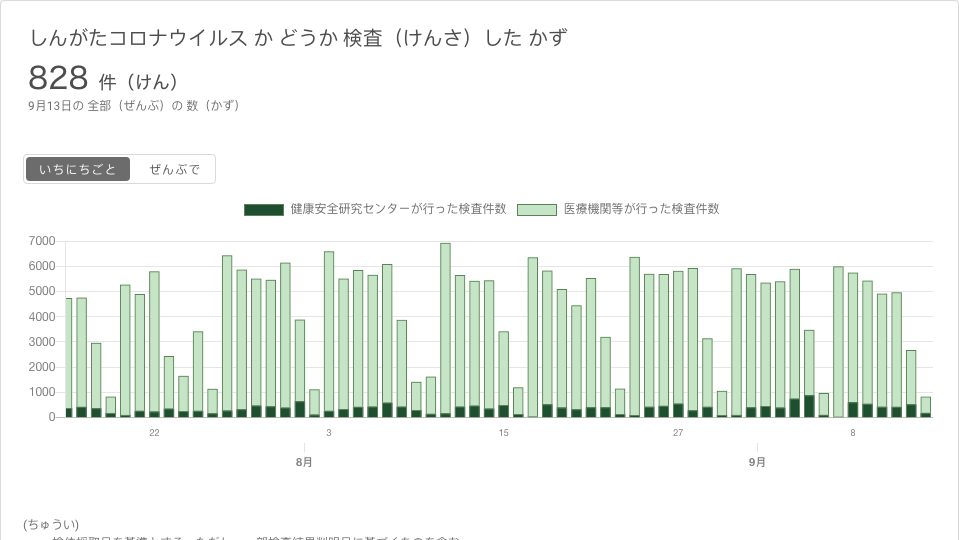 しんがたコロナウイルス か どうか 検査（けんさ）した かず
828 件（けん）
9月13日の 全部（ぜんぶ）の 数（かず）
いちにちごと ぜんぶで
健康安全研究センターが行った検査件数 医療機関等が行った検査件数
7000
6000
5000
4000
3000
2000
1000
0
22 3 15 27 8
8月 9月
(ちゅうい)